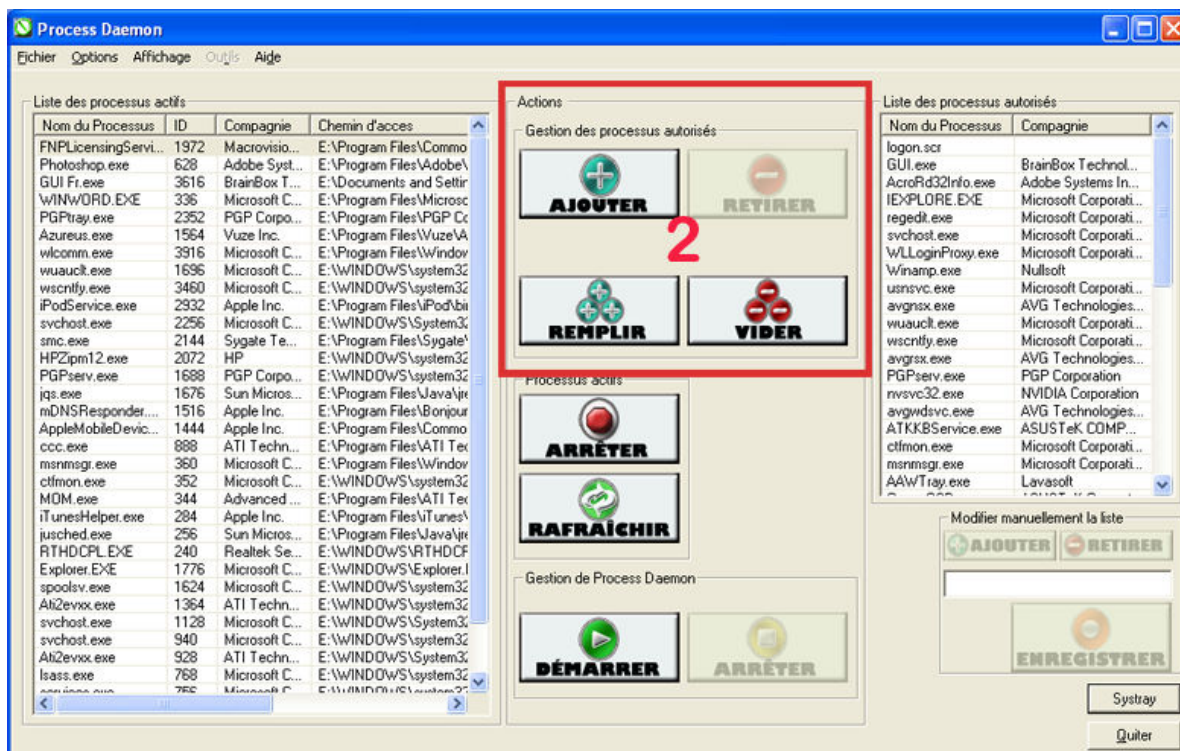 Process Daemon
Fichier Options Affichage Outils Aide
Liste des processus actifs
Nom du Processus ID Compagnie Chemin d'acces
FNPLicensingServi... 1972 Macrovisio... E:\Program Files\Commo
Photoshop.exe 628 Adobe Syst... E:\Program Files\Adobe\
GUI Fr.exe 3616 BrainBox T... E:\Documents and Settin
WINWORD.EXE 336 Microsoft C... E:\Program Files\Microsc
PGPtray.exe 2352 PGP Corpo... E:\Program Files\PGP Co
Azureus.exe 1564 Vuze Inc. E:\Program Files\Vuze\A
wlcomm.exe 3916 Microsoft C... E:\Program Files\Window
wuauclt.exe 1696 Microsoft C... E:\WINDOWS\system32
wscntfy.exe 3460 Microsoft C... E:\WINDOWS\system32
iPodService.exe 2932 Apple Inc. E:\Program Files\iPod\bin
svchost.exe 2256 Microsoft C... E:\WINDOWS\System32
smc.exe 2144 Sygate Te... E:\Program Files\Sygate\
HPZipm12.exe 2072 HP E:\WINDOWS\system32
PGPserv.exe 1688 PGP Corpo... E:\WINDOWS\system32
jqs.exe 1676 Sun Micros... E:\Program Files\Java\jre
mDNSResponder.... 1516 Apple Inc. E:\Program Files\Bonjour
AppleMobileDevic... 1444 Apple Inc. E:\Program Files\Commo
ccc.exe 888 ATI Techn... E:\Program Files\ATI Tec
msnmsgr.exe 360 Microsoft C... E:\Program Files\Window
ctfmon.exe 352 Microsoft C... E:\WINDOWS\system32
MOM.exe 344 Advanced ... E:\Program Files\ATI Tec
iTunesHelper.exe 284 Apple Inc. E:\Program Files\iTunes\
jusched.exe 256 Sun Micros... E:\Program Files\Java\jre
RTHDCPL.EXE 240 Realtek Se... E:\WINDOWS\RTHDCF
Explorer.EXE 1776 Microsoft C... E:\WINDOWS\Explorer.I
spoolsv.exe 1624 Microsoft C... E:\WINDOWS\system32
Ati2evxx.exe 1364 ATI Techn... E:\WINDOWS\system32
svchost.exe 1128 Microsoft C... E:\WINDOWS\System32
svchost.exe 940 Microsoft C... E:\WINDOWS\system32
Ati2evxx.exe 928 ATI Techn... E:\WINDOWS\System32
lsass.exe 768 Microsoft C... E:\WINDOWS\system32
Actions
Gestion des processus autorisés
AJOUTER
RETIRER
2
REMPLIR
VIDER
Processus actifs
ARRÊTER
RAFRAÎCHIR
Gestion de Process Daemon
DÉMARRER
ARRÊTER
Liste des processus autorisés
Nom du Processus Compagnie
logon.scr
GUI.exe BrainBox Technol...
AcroRd32Info.exe Adobe Systems In...
IEXPLORE.EXE Microsoft Corporati...
regedit.exe Microsoft Corporati...
svchost.exe Microsoft Corporati...
WLLoginProxy.exe Microsoft Corporati...
Winamp.exe Nullsoft
usnsvc.exe Microsoft Corporati...
avgnsx.exe AVG Technologies...
wuauclt.exe Microsoft Corporati...
wscntfy.exe Microsoft Corporati...
avgrsx.exe AVG Technologies...
PGPserv.exe PGP Corporation
nvsvc32.exe NVIDIA Corporation
avgwdsvc.exe AVG Technologies...
ATKKBService.exe ASUSTeK COMP...
ctfmon.exe Microsoft Corporati...
msnmsgr.exe Microsoft Corporati...
AAWTray.exe Lavasoft
Modifier manuellement la liste
AJOUTER
RETIRER
ENREGISTRER
Systray
Quiter